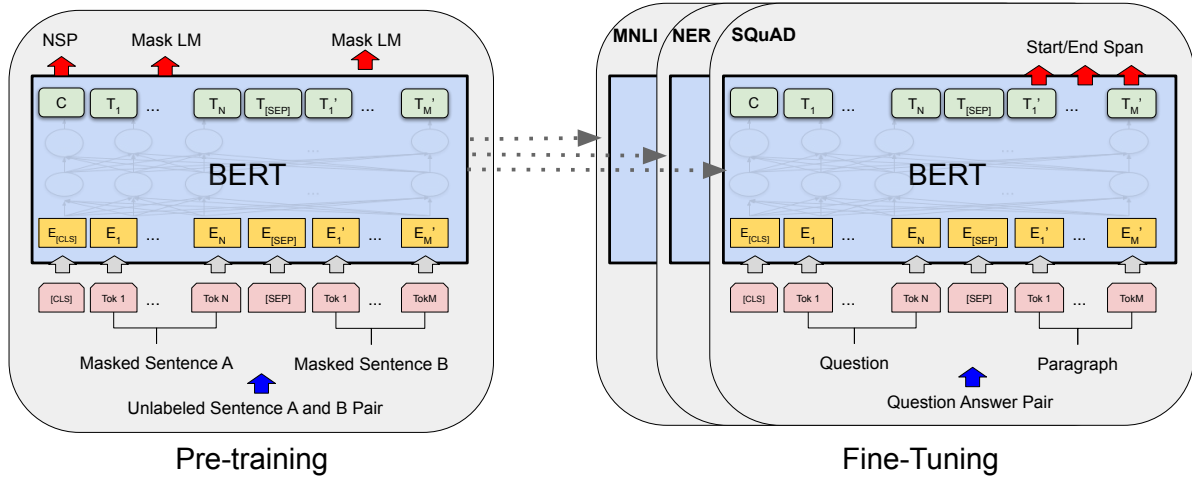 NSP Mask LM Mask LM
C T1 ... TN T[SEP] T1' ... TM'
...
BERT
...
E[CLS] E1 ... EN E[SEP] E1' ... EM'
[CLS] Tok 1 ... Tok N [SEP] Tok 1 ... TokM
Masked Sentence A Masked Sentence B
Unlabeled Sentence A and B Pair
Pre-training
MNLI NER SQuAD
Start/End Span
C T1 ... TN T[SEP] T1' ... TM'
...
BERT
...
E[CLS] E1 ... EN E[SEP] E1' ... EM'
[CLS] Tok 1 ... Tok N [SEP] Tok 1 ... TokM
Question Paragraph
Question Answer Pair
Fine-Tuning